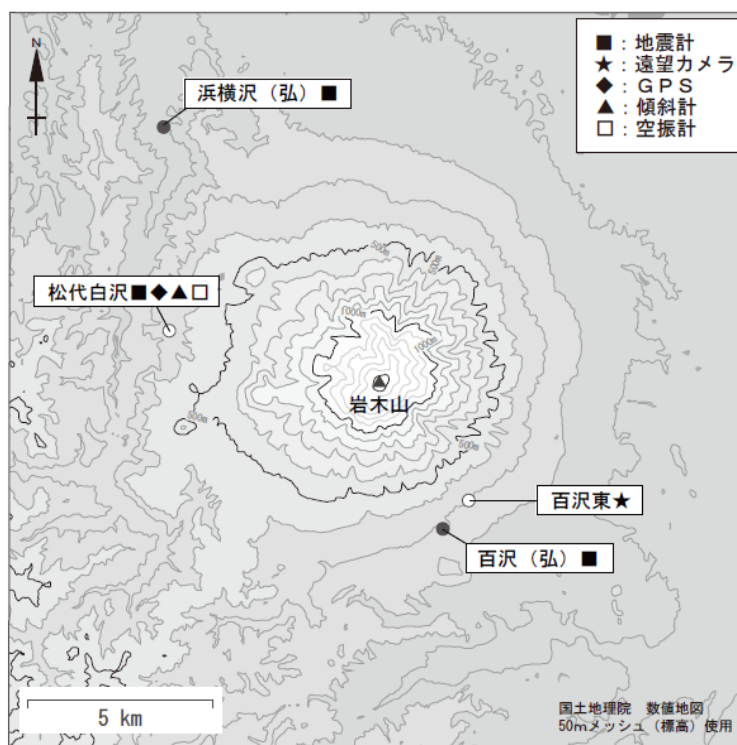 N
■：地震計
★：遠望カメラ
◆：ＧＰＳ
▲：傾斜計
□：空振計
浜横沢（弘）■
500m
500m
松代白沢■◆▲□
1000m
1000m
岩木山
500m
500m
百沢東★
百沢（弘）■
5 km
国土地理院　数値地図
50mメッシュ（標高）使用